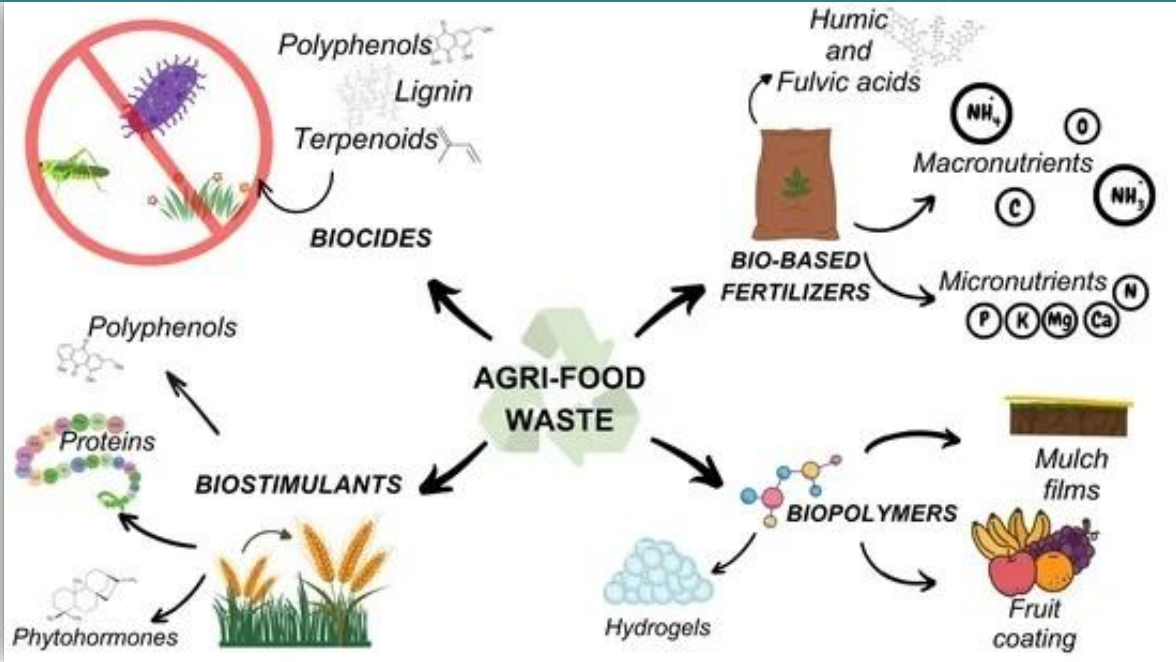 Polyphenols
Lignin
Terpenoids
BIOCIDES
Humic
and
Fulvic acids
NH4+
O
Macronutrients
C
NH3
BIO-BASED
FERTILIZERS
Micronutrients
N
P K Mg Ca
AGRI-FOOD
WASTE
Polyphenols
Proteins
BIOSTIMULANTS
Phytohormones
BIOPOLYMERS
Mulch
films
Hydrogels
Fruit
coating